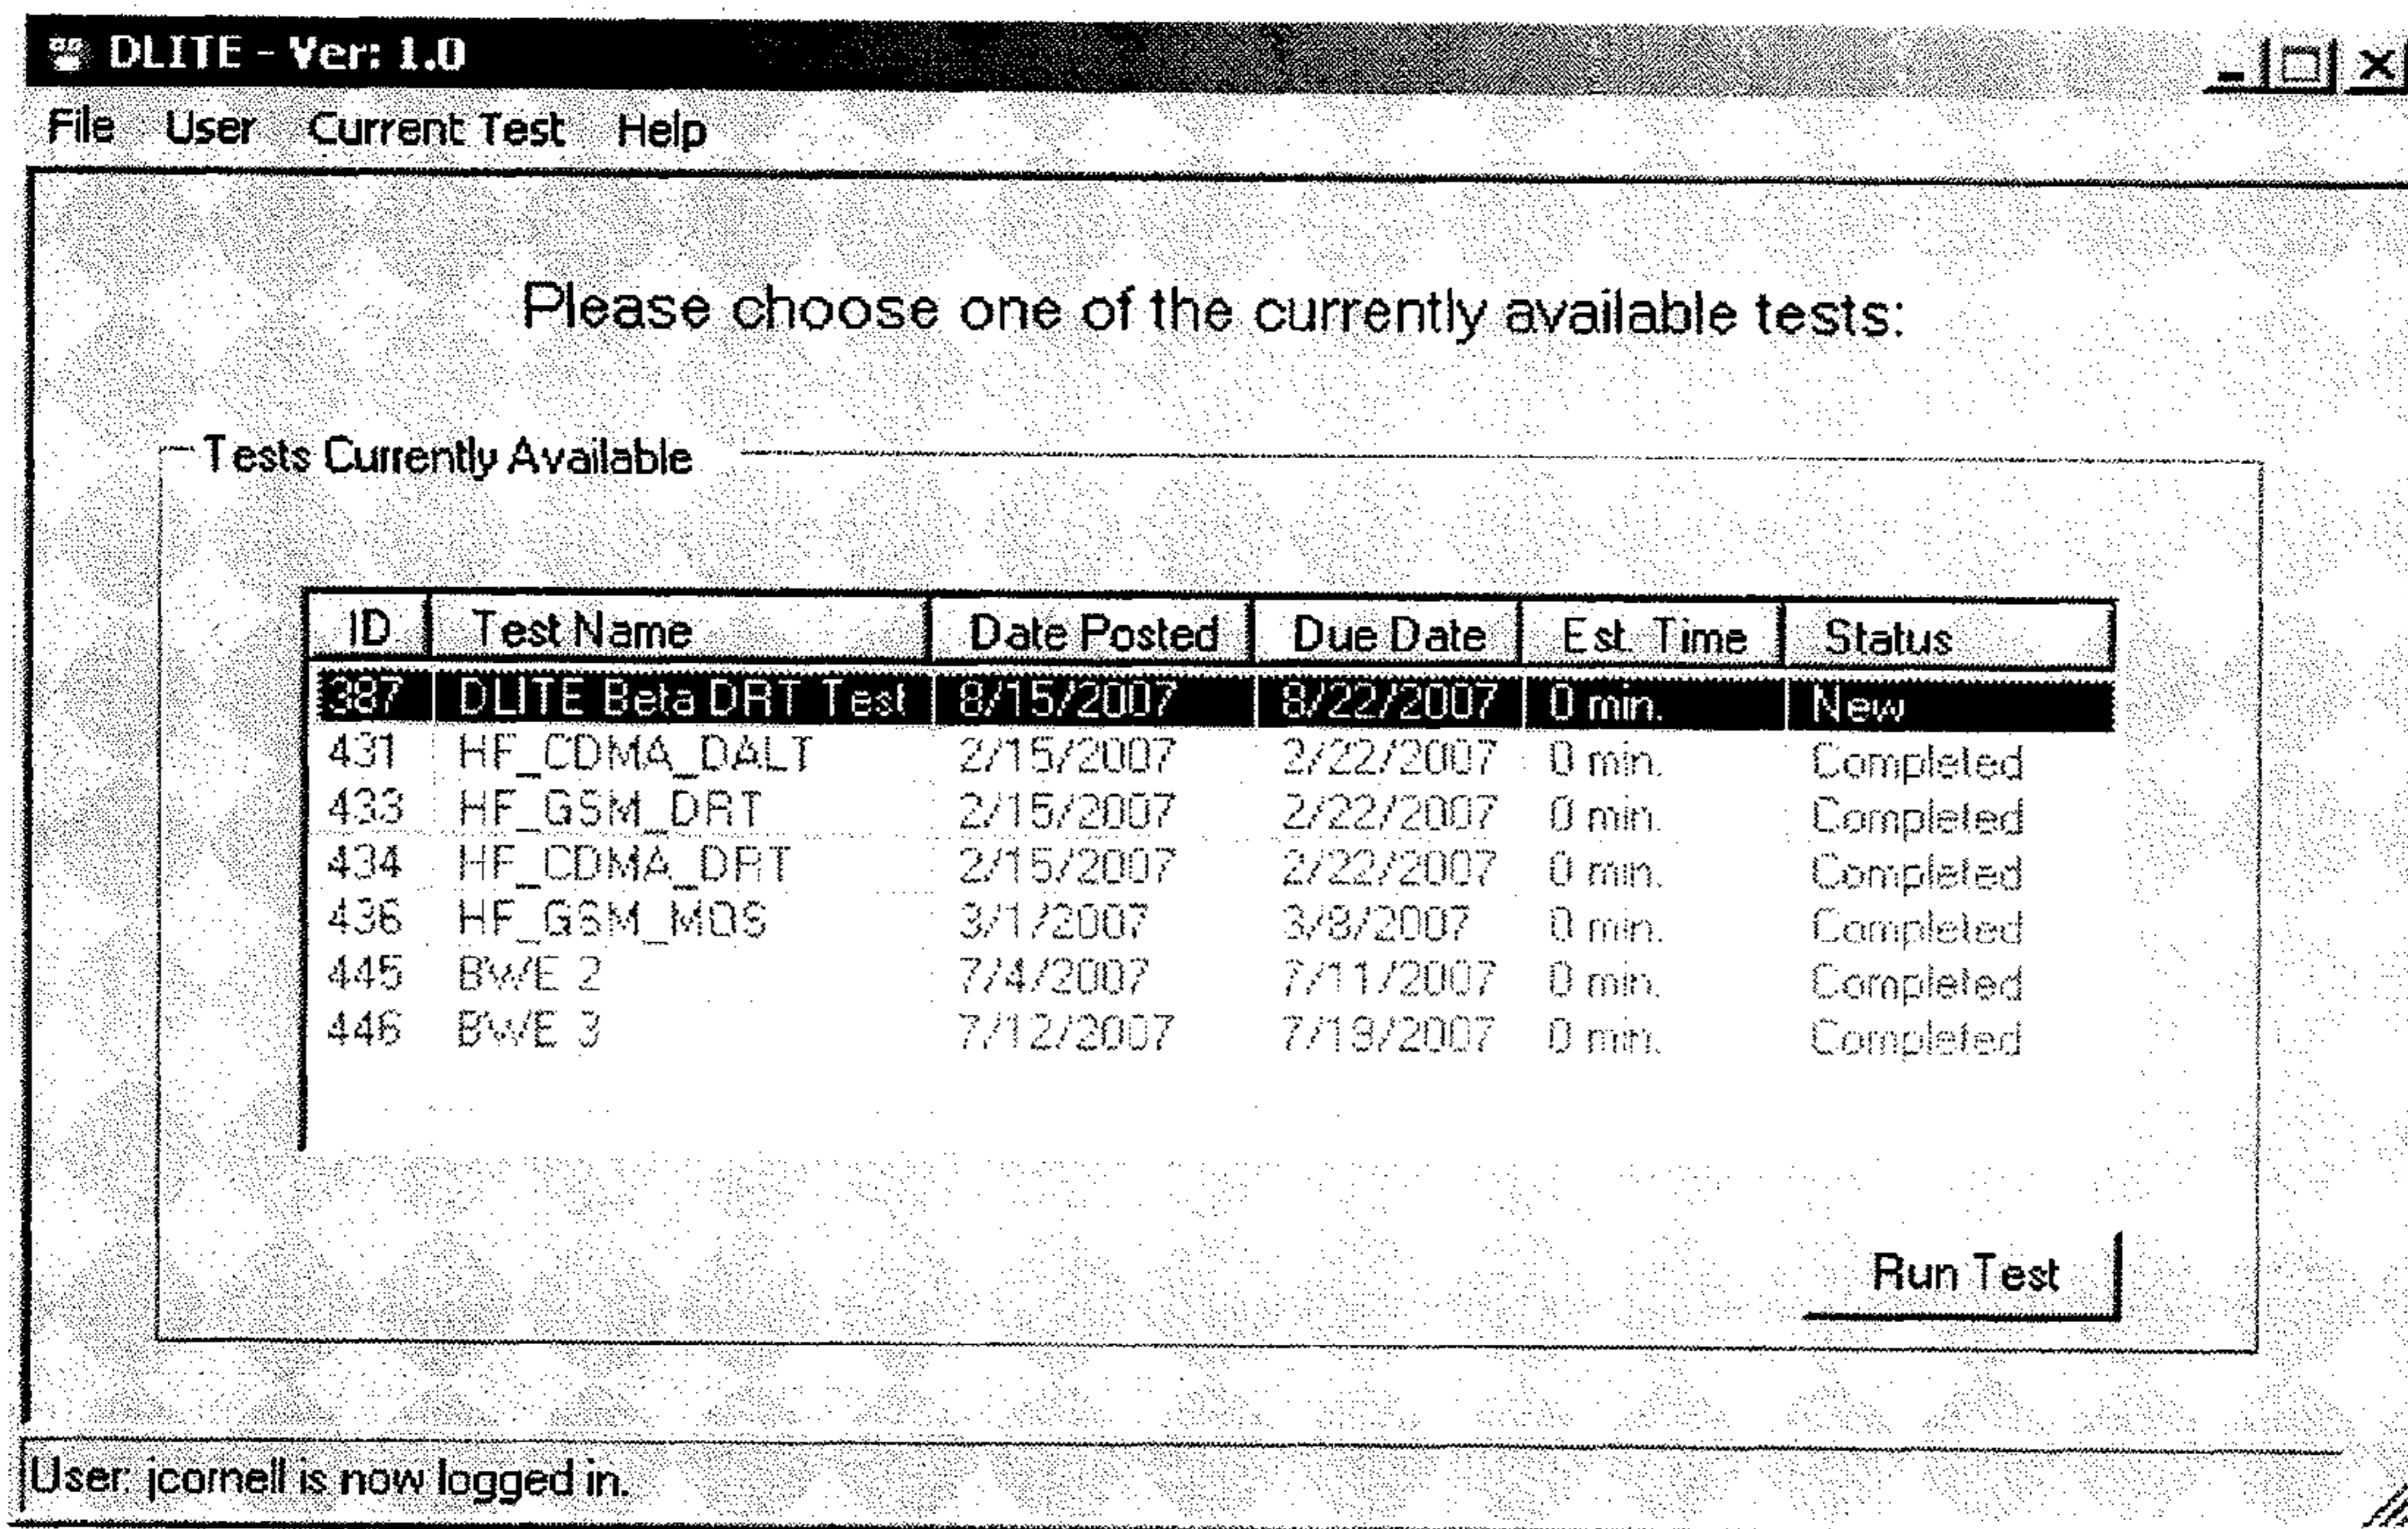 DLITE - Ver: 1.0
File User Current Test Help
Please choose one of the currently available tests:
Tests Currently Available
ID Test Name Date Posted Due Date Est. Time Status
387 DLITE Beta DRT Test 8/15/2007 8/22/2007 0 min. New
431 HF_CDMA_DALT 2/15/2007 2/22/2007 0 min. Completed
433 HF_GSM_DRT 2/15/2007 2/22/2007 0 min. Completed
434 HF_CDMA_DRT 2/15/2007 2/22/2007 0 min. Completed
436 HF_GSM_MOS 3/1/2007 3/8/2007 0 min. Completed
445 BWE 2 7/4/2007 7/11/2007 0 min. Completed
446 BWE 3 7/12/2007 7/19/2007 0 min. Completed
Run Test
User: jcornell is now logged in.